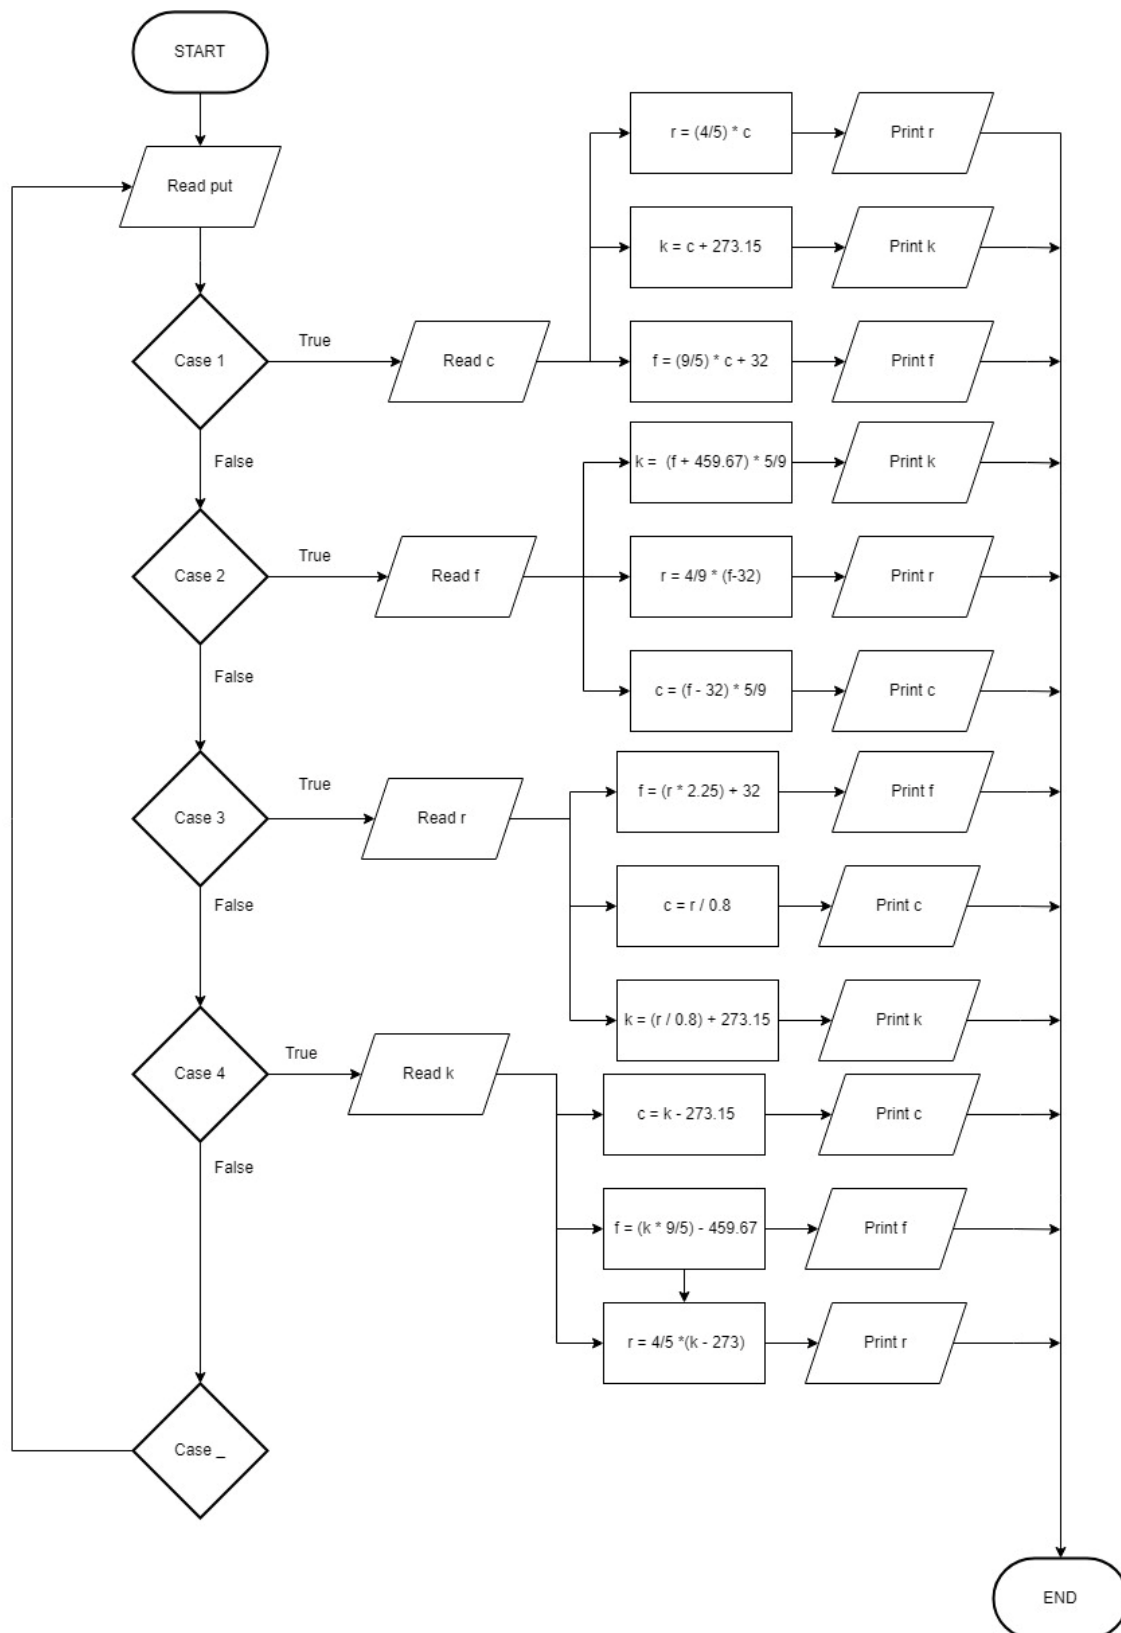 START
Read put
Case 1
True
Read c
r = (4/5) * c
Print r
k = c + 273.15
Print k
f = (9/5) * c + 32
Print f
False
Case 2
True
Read f
k =  (f + 459.67) * 5/9
Print k
r = 4/9 * (f-32)
Print r
c = (f - 32) * 5/9
Print c
False
Case 3
True
Read r
f = (r * 2.25) + 32
Print f
c = r / 0.8
Print c
k = (r / 0.8) + 273.15
Print k
False
Case 4
True
Read k
c = k - 273.15
Print c
f = (k * 9/5) - 459.67
Print f
r = 4/5 *(k - 273)
Print r
False
Case _
END